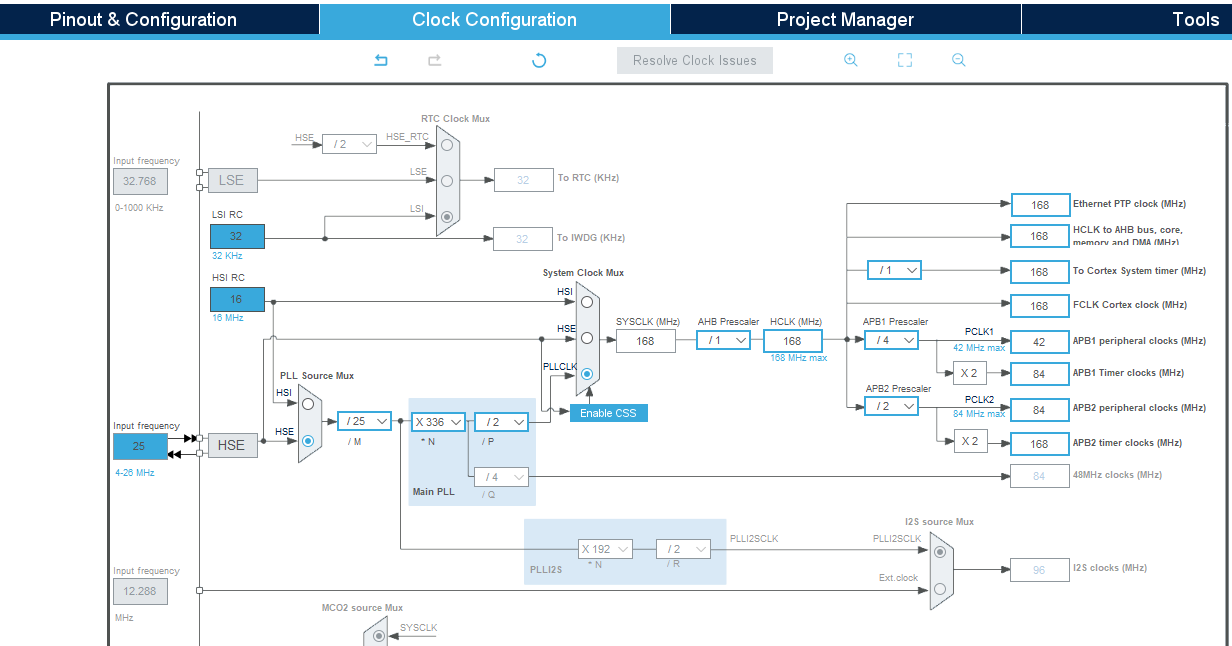 Pinout & Configuration
Clock Configuration
Project Manager
Tools
Resolve Clock Issues
RTC Clock Mux
HSE
/ 2
HSE_RTC
Input frequency
32.768
0-1000 KHz
LSE
LSE
32
To RTC (KHz)
LSI RC
32
32 KHz
LSI
32
To IWDG (KHz)
HSI RC
16
16 MHz
System Clock Mux
HSI
HSE
PLLCLK
Enable CSS
SYSCLK (MHz)
168
AHB Prescaler
/ 1
HCLK (MHz)
168
168 MHz max
168
Ethernet PTP clock (MHz)
168
HCLK to AHB bus, core,
memory and DMA (MHz)
/ 1
168
To Cortex System timer (MHz)
168
FCLK Cortex clock (MHz)
APB1 Prescaler
/ 4
PCLK1
42 MHz max
42
APB1 peripheral clocks (MHz)
X 2
84
APB1 Timer clocks (MHz)
APB2 Prescaler
/ 2
PCLK2
84 MHz max
84
APB2 peripheral clocks (MHz)
X 2
168
APB2 timer clocks (MHz)
84
48MHz clocks (MHz)
PLL Source Mux
HSI
HSE
Input frequency
25
4-26 MHz
HSE
/ 25
/ M
X 336
* N
/ 2
/ P
/ 4
/ Q
Main PLL
X 192
* N
/ 2
/ R
PLLI2S
PLLI2SCLK
I2S source Mux
PLLI2SCLK
Ext.clock
96
I2S clocks (MHz)
Input frequency
12.288
MHz
MCO2 source Mux
SYSCLK